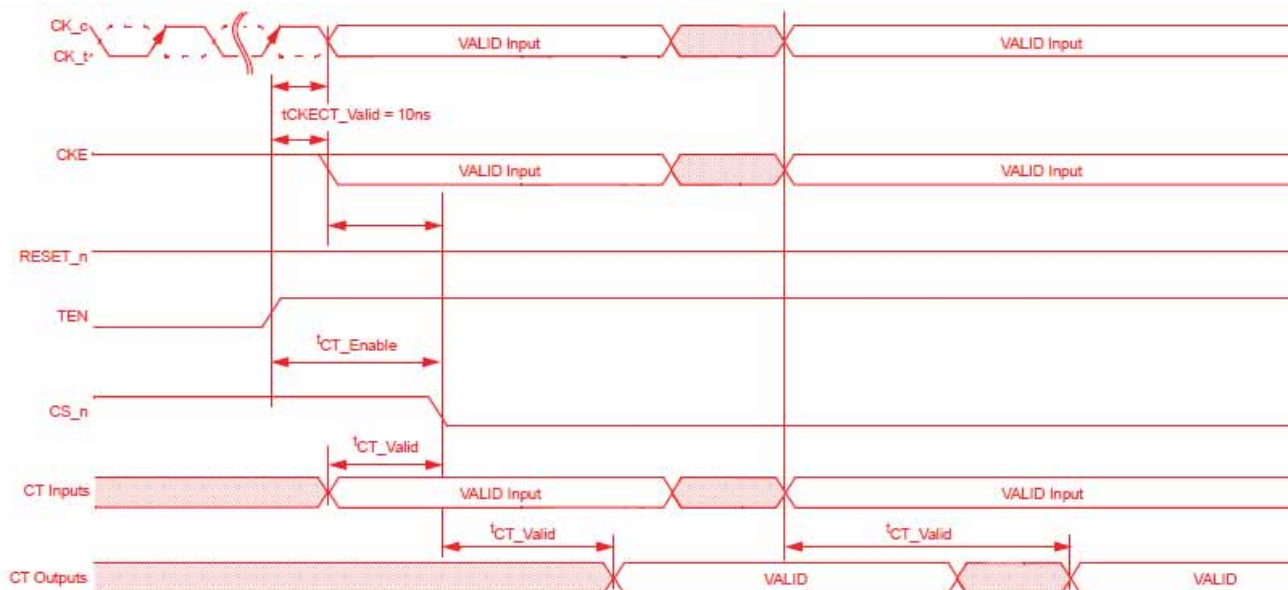 CK_c
CK_t
VALID Input
VALID Input
tCKECT_Valid = 10ns
CKE
VALID Input
VALID Input
RESET_n
TEN
tCT_Enable
CS_n
tCT_Valid
CT Inputs
VALID Input
VALID Input
tCT_Valid
tCT_Valid
CT Outputs
VALID
VALID